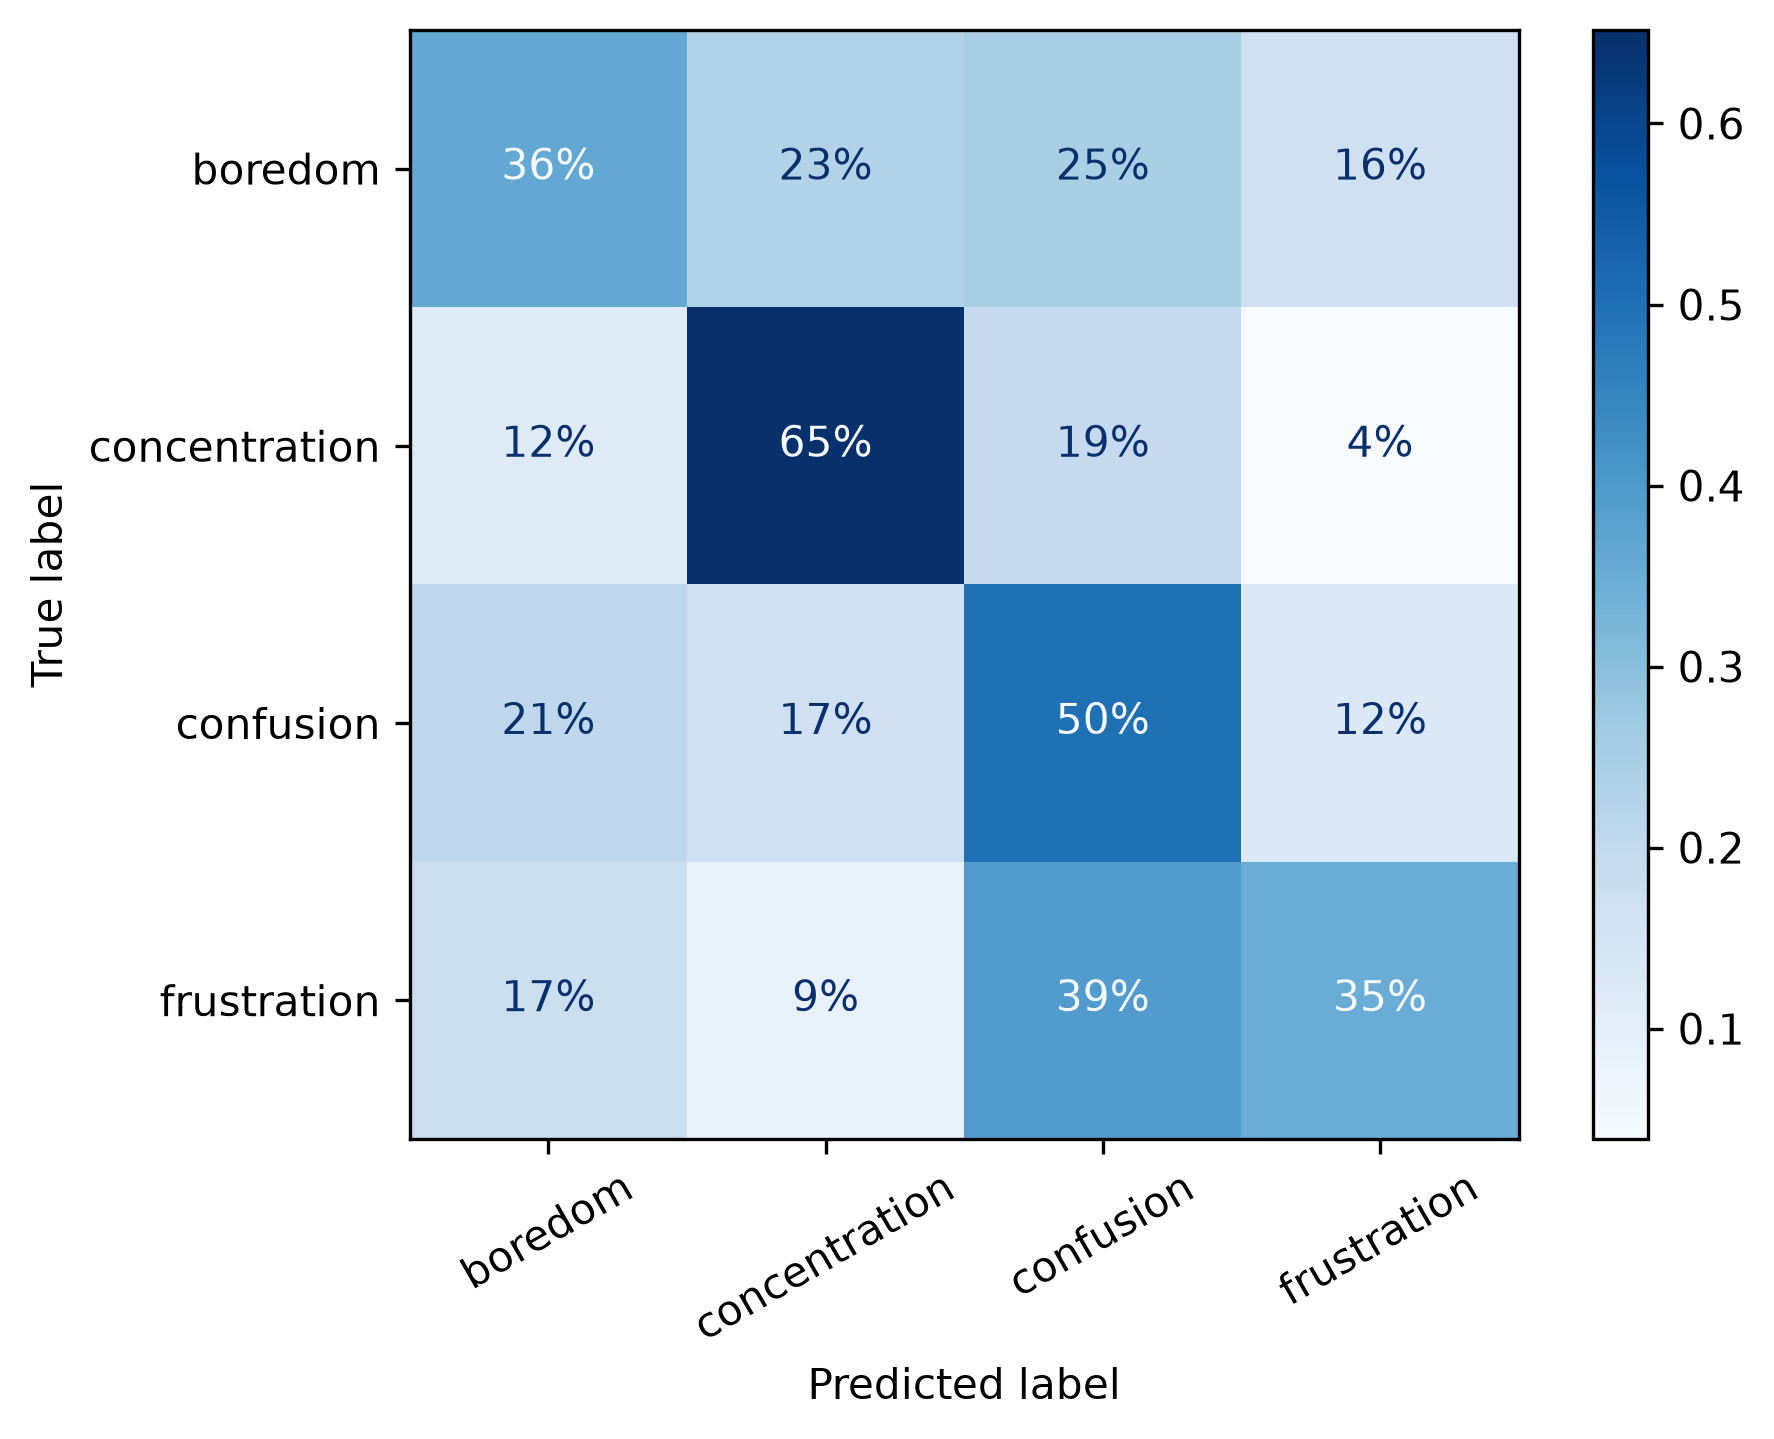 boredom 36% 23% 25% 16%
concentration 12% 65% 19% 4%
confusion 21% 17% 50% 12%
frustration 17% 9% 39% 35%
True label
boredom concentration confusion frustration
Predicted label
0.6
0.5
0.4
0.3
0.2
0.1